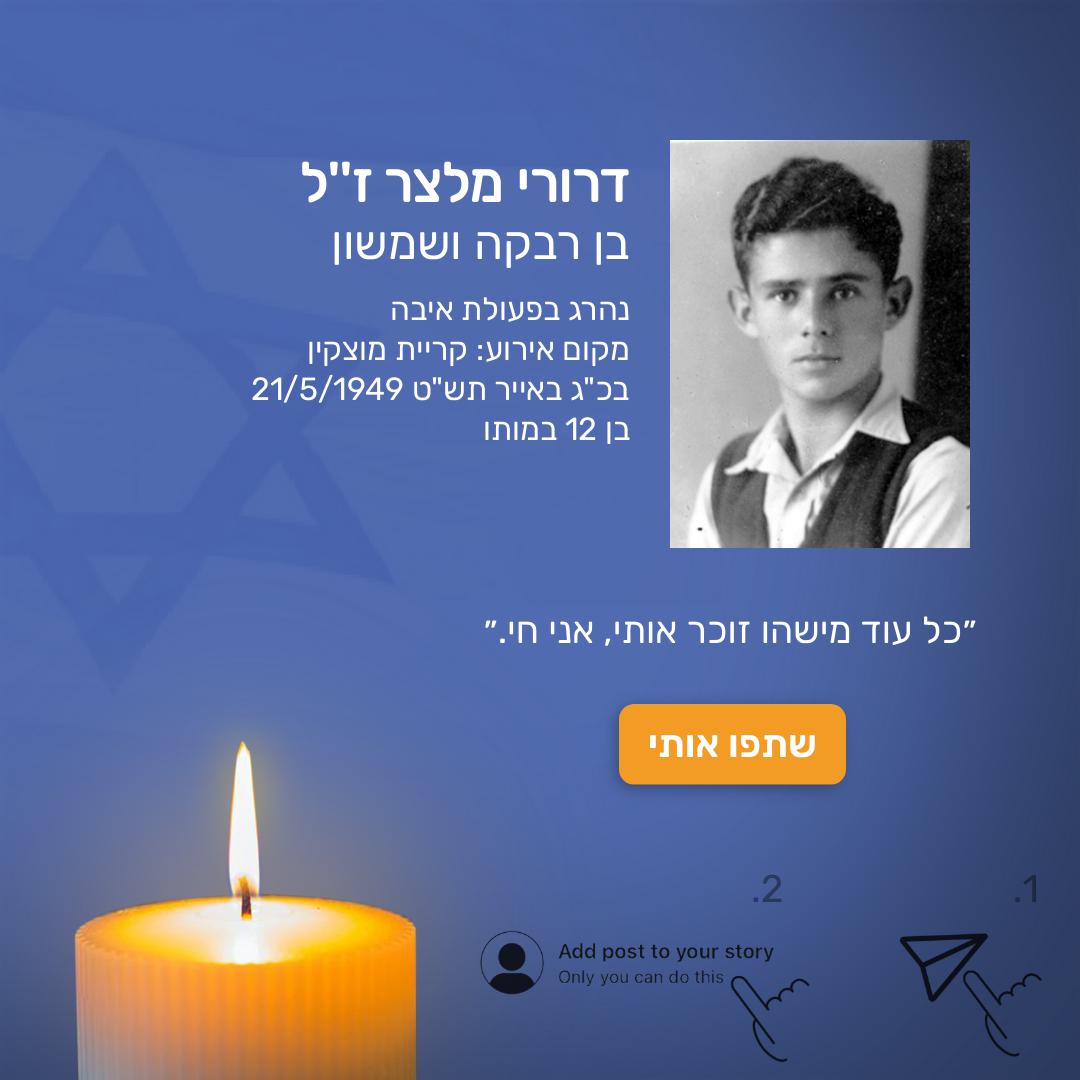 דרורי מלצר ז"ל
בן רבקה ושמשון
נהרג בפעולת איבה
מקום אירוע: קריית מוצקין
בכ"ג באייר תש"ט 21/5/1949
בן 12 במותו
״כל עוד מישהו זוכר אותי, אני חי.״
שתפו אותי
.1
.2
Add post to your story
Only you can do this